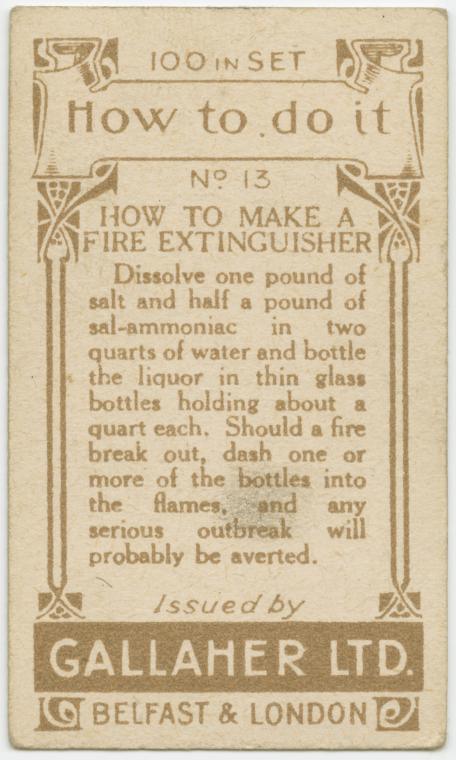 100 IN SET
How to do it
Nº 13
HOW TO MAKE A
FIRE EXTINGUISHER
Dissolve one pound of
salt and half a pound of
sal-ammoniac in two
quarts of water and bottle
the liquor in thin glass
bottles holding about a
quart each. Should a fire
break out, dash one or
more of the bottles into
the flames, and any
serious outbreak will
probably be averted.
Issued by
GALLAHER LTD.
BELFAST & LONDON